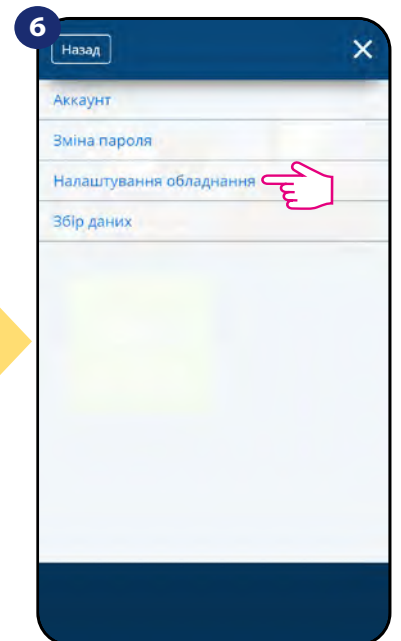 6
Назад
Аккаунт
Зміна пароля
Налаштування обладнання
Збір даних